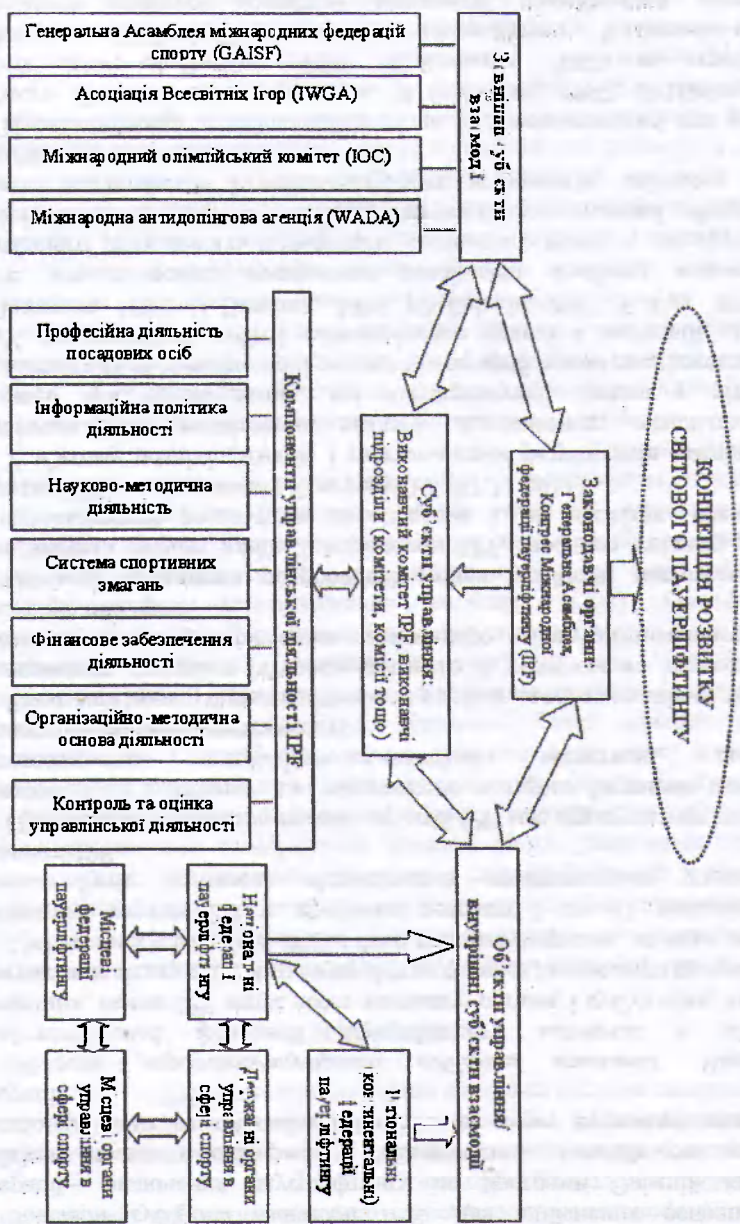 Генеральна Асамблея міжнародних федерацій
спорту (GAISF)
Асоціація Всесвітніх Ігор (IWGA)
Міжнародний олімпійський комітет (IOC)
Міжнародна антидопінгова агенція (WADA)
Зовнішні суб'єкти
взаємодії
Професійна діяльність
посадових осіб
Інформаційна політика
діяльності
Науково-методична
діяльність
Система спортивних
змагань
Фінансове забезпечення
діяльності
Організаційно-методична
основа діяльності
Контроль та оцінка
управлінської діяльності
Компоненти управлінської діяльності IPF
Суб'єкти управління:
Виконавчий комітет IPF, виконавчі
підрозділи (комітети, комісії тощо)
Законодавчі органи:
Генеральна Асамблея,
Конгрес Міжнародної
федерації пауерліфтингу (IPF)
КОНЦЕПЦІЯ РОЗВИТКУ
СВІТОВОГО ПАУЕРЛІФТИНГУ
Об'єкти управління/
внутрішні суб'єкти взаємодії
Регіональні
(континентальні)
федерації
пауерліфтингу
Національні
федерації
пауерліфтингу
Місцеві
федерації
пауерліфтингу
Державні органи
управління в
сфері спорту
Місцеві органи
управління в
сфері спорту